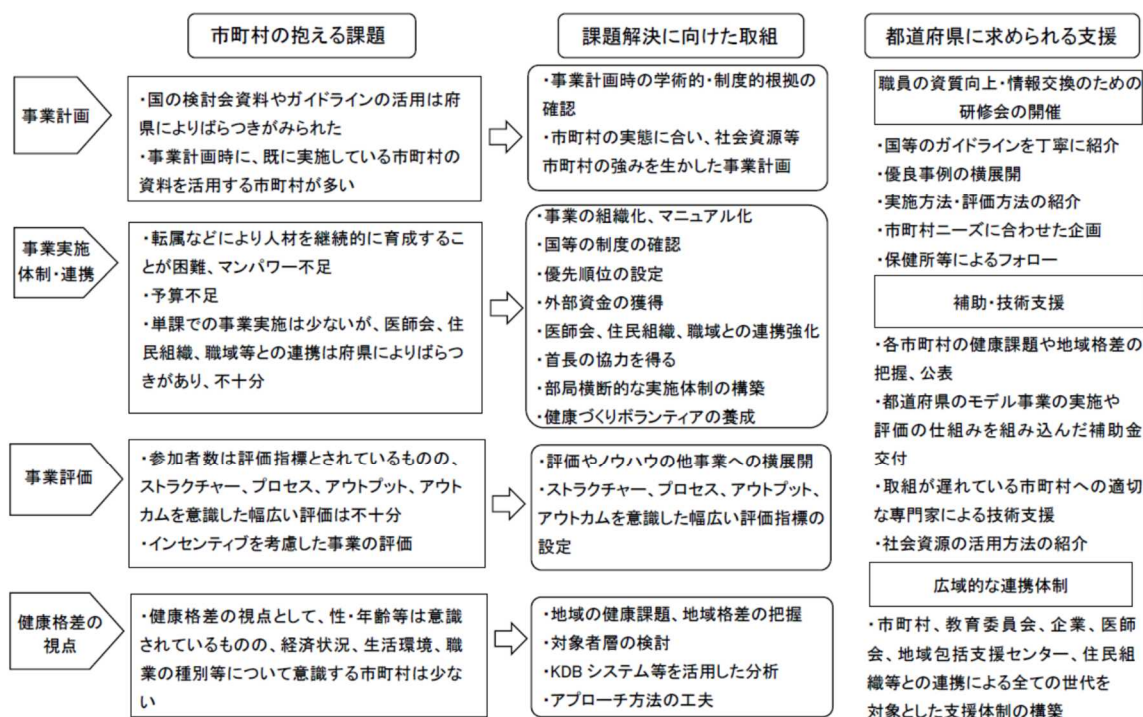 市町村の抱える課題
課題解決に向けた取組
都道府県に求められる支援
事業計画
・国の検討会資料やガイドラインの活用は府
県によりばらつきがみられた
・事業計画時に、既に実施している市町村の
資料を活用する市町村が多い
・事業計画時の学術的・制度的根拠の
確認
・市町村の実態に合い、社会資源等
市町村の強みを生かした事業計画
事業実施
体制・連携
・転属などにより人材を継続的に育成するこ
とが困難、マンパワー不足
・予算不足
・単課での事業実施は少ないが、医師会、住
民組織、職域等との連携は府県によりばらつ
きがあり、不十分
・事業の組織化、マニュアル化
・国等の制度の確認
・優先順位の設定
・外部資金の獲得
・医師会、住民組織、職域との連携強化
・首長の協力を得る
・部局横断的な実施体制の構築
・健康づくりボランティアの養成
事業評価
・参加者数は評価指標とされているものの、
ストラクチャー、プロセス、アウトプット、アウト
カムを意識した幅広い評価は不十分
・インセンティブを考慮した事業の評価
・評価やノウハウの他事業への横展開
・ストラクチャー、プロセス、アウトプット、
アウトカムを意識した幅広い評価指標の
設定
健康格差の
視点
・健康格差の視点として、性・年齢等は意識
されているものの、経済状況、生活環境、職
業の種別等について意識する市町村は少な
い
・地域の健康課題、地域格差の把握
・対象者層の検討
・KDB システム等を活用した分析
・アプローチ方法の工夫
職員の資質向上・情報交換のための
研修会の開催
・国等のガイドラインを丁寧に紹介
・優良事例の横展開
・実施方法・評価方法の紹介
・市町村ニーズに合わせた企画
・保健所等によるフォロー
補助・技術支援
・各市町村の健康課題や地域格差の
把握、公表
・都道府県のモデル事業の実施や
評価の仕組みを組み込んだ補助金
交付
・取組が遅れている市町村への適切
な専門家による技術支援
・社会資源の活用方法の紹介
広域的な連携体制
・市町村、教育委員会、企業、医師
会、地域包括支援センター、住民組
織等との連携による全ての世代を
対象とした支援体制の構築